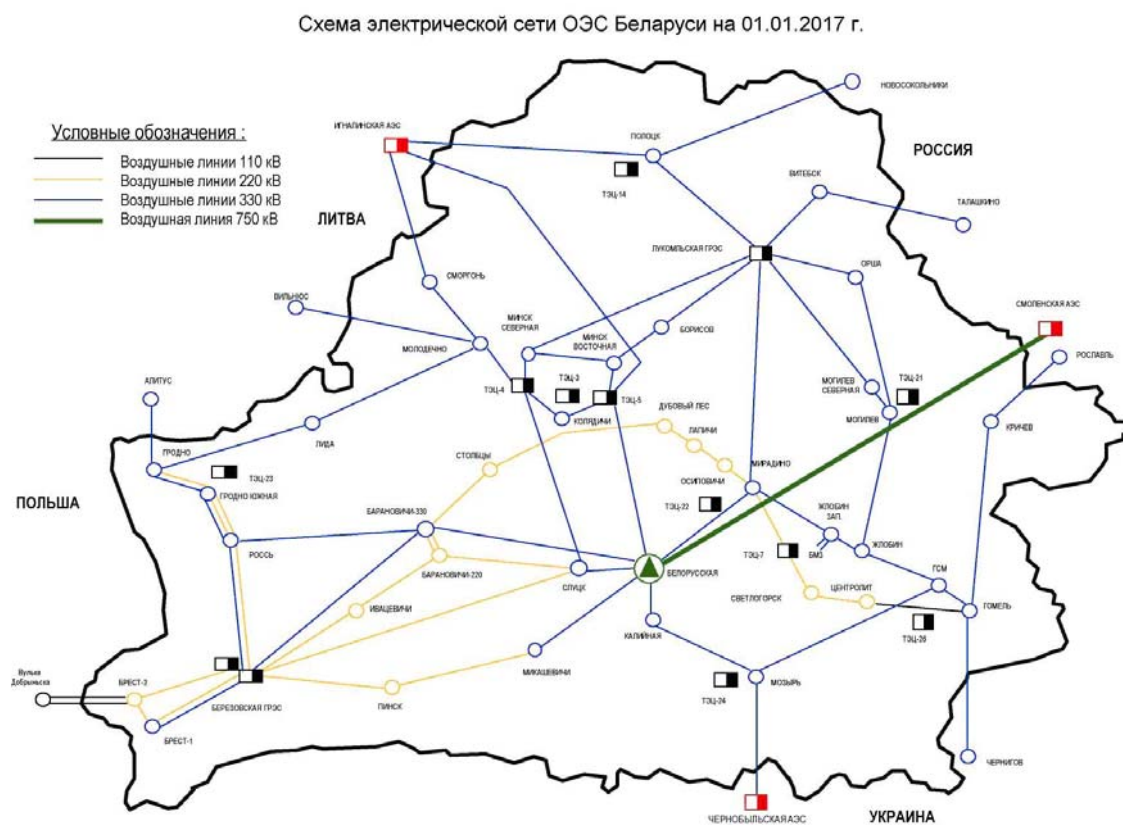 Схема электрической сети ОЭС Беларуси на 01.01.2017 г.
Условные обозначения :
Воздушные линии 110 кВ
Воздушные линии 220 кВ
Воздушные линии 330 кВ
Воздушная линия 750 кВ
НОВОСОКОЛЬНИКИ
ИГНАЛИНСКАЯ АЭС
ПОЛОЦК
РОССИЯ
ВИТЕБСК
ТЭЦ-14
ЛИТВА
ТАЛАШКИНО
ЛУКОМЛЬСКАЯ ГРЭС
СМОРГОНЬ
ОРША
ВИЛЬНЮС
СМОЛЕНСКАЯ АЭС
МИНСК
СЕВЕРНАЯ
БОРИСОВ
МИНСК
ВОСТОЧНАЯ
МОЛОДЕЧНО
РОСЛАВЛЬ
АЛИТУС
ТЭЦ-4
ТЭЦ-3
ТЭЦ-5
МОГИЛЕВ
СЕВЕРНАЯ
ТЭЦ-21
ДУБОВЫЙ ЛЕС
КОЛЯДИЧИ
МОГИЛЕВ
ЛИДА
ЛАПИЧИ
КРИЧЕВ
ГРОДНО
СТОЛБЦЫ
МИРАДИНО
ТЭЦ-23
ОСИПОВИЧИ
ПОЛЬША
ГРОДНО ЮЖНАЯ
ТЭЦ-22
БАРАНОВИЧИ-330
ЖЛОБИН
ЗАП.
РОССЬ
ТЭЦ-7
БМЗ
ЖЛОБИН
БЕЛОРУССКАЯ
БАРАНОВИЧИ-220
СЛУЦК
ГСМ
ЦЕНТРОЛИТ
СВЕТЛОГОРСК
ИВАЦЕВИЧИ
ГОМЕЛЬ
КАЛИЙНАЯ
ТЭЦ-26
Вулька
Добрыньска
БРЕСТ-2
МИКАШЕВИЧИ
МОЗЫРЬ
БЕРЕЗОВСКАЯ ГРЭС
ПИНСК
ТЭЦ-24
БРЕСТ-1
ЧЕРНИГОВ
ЧЕРНОБЫЛЬСКАЯ АЭС
УКРАИНА